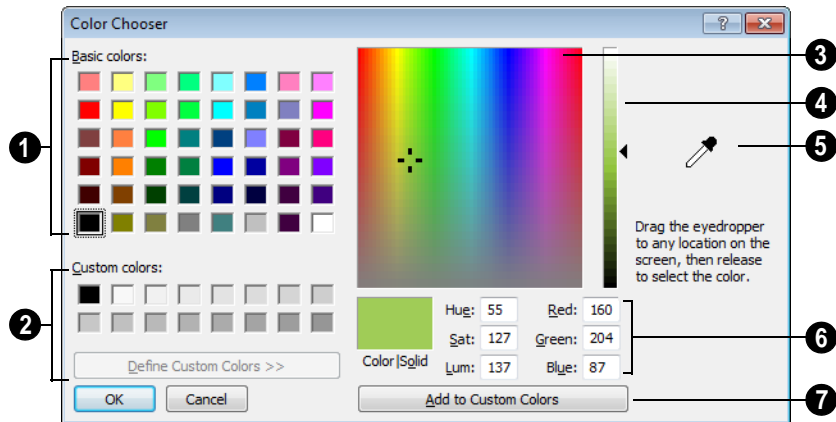 Color Chooser
?
Basic colors:
Custom colors:
Define Custom Colors >>
OK
Cancel
Color|Solid
Hue: 55
Sat: 127
Lum: 137
Red: 160
Green: 204
Blue: 87
Add to Custom Colors
Drag the eyedropper
to any location on the
screen, then release
to select the color.
1
2
3
4
5
6
7